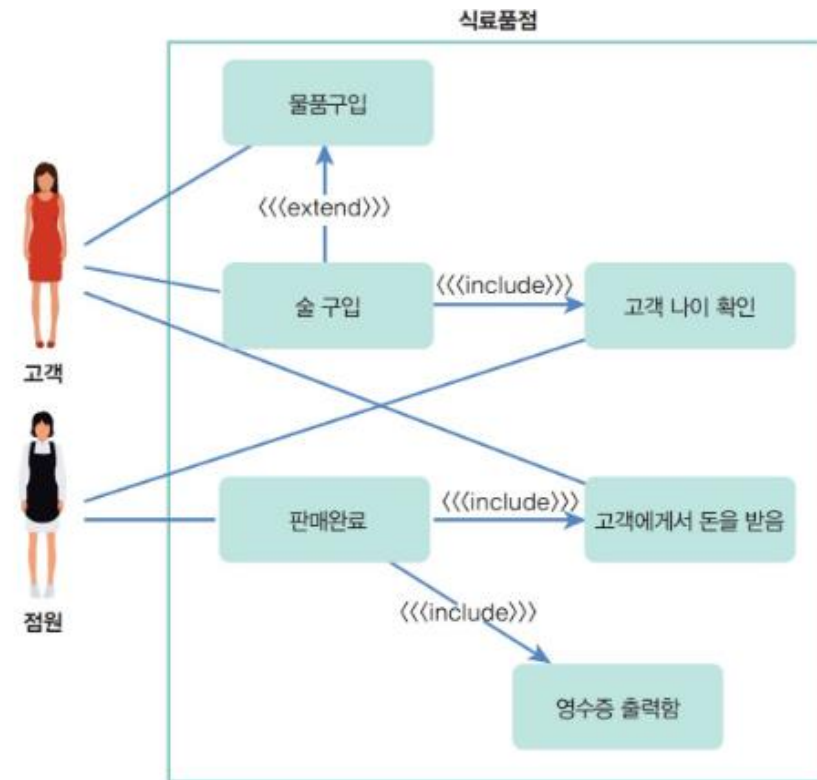 식료품점
물품구입
《<extend>》
술 구입
《<include>》
고객 나이 확인
고객
판매완료
《<include>》
고객에게서 돈을 받음
점원
《<include>》
영수증 출력함